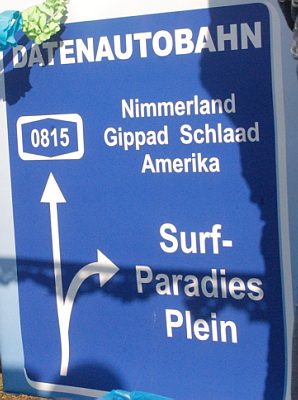 DATENAUTOBAHN
0815
Nimmerland
Gippad Schlaad
Amerika
Surf-
Paradies
Plein